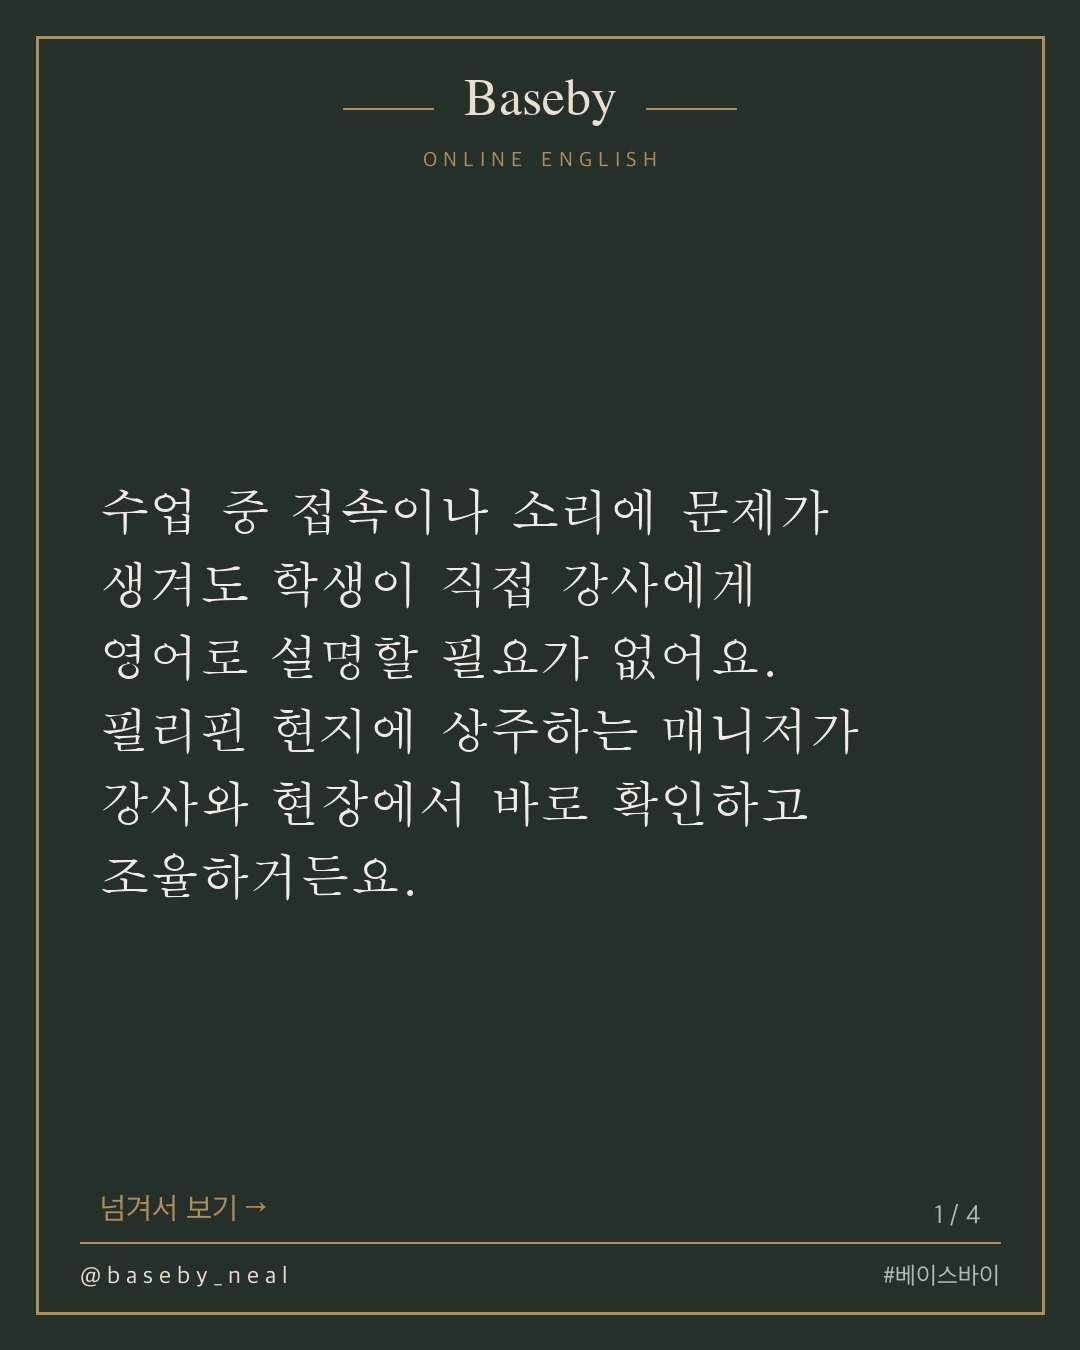 Baseby
ONLINE ENGLISH
수업 중 접속이나 소리에 문제가
생겨도 학생이 직접 강사에게
영어로 설명할 필요가 없어요.
필리핀 현지에 상주하는 매니저가
강사와 현장에서 바로 확인하고
조율하거든요.
넘겨서 보기 →
1 / 4
@baseby_neal
#베이스바이